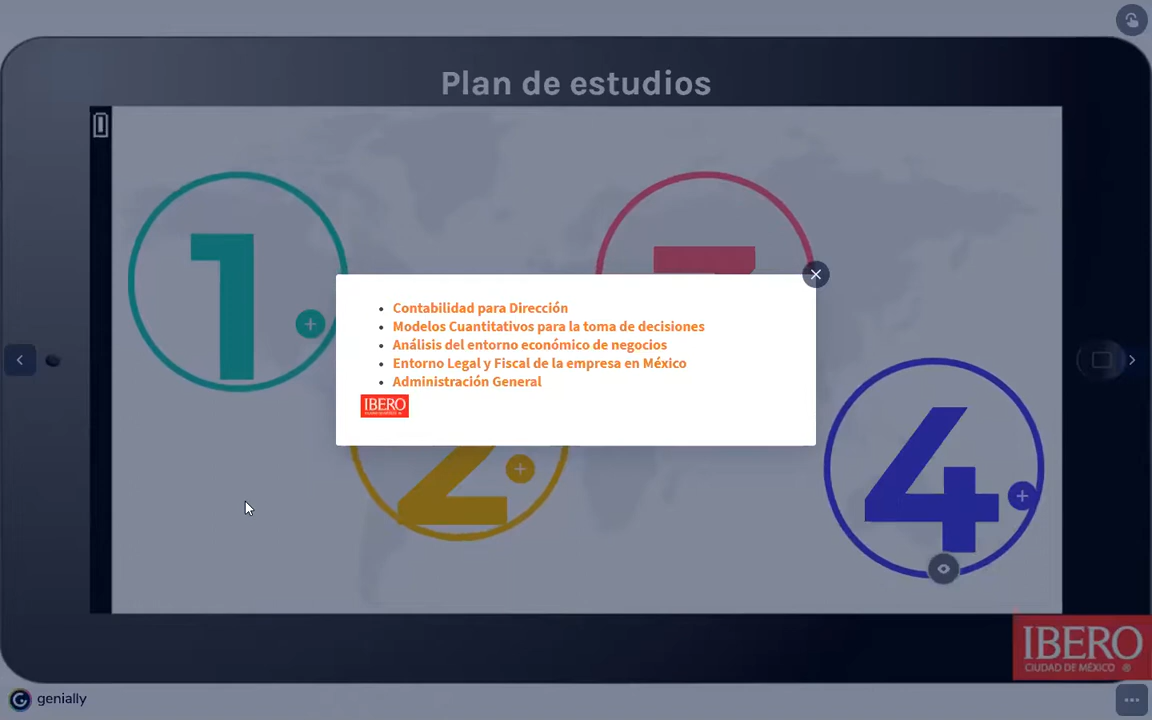 Plan de estudios
1
Contabilidad para Dirección
Modelos Cuantitativos para la toma de decisiones
Análisis del entorno económico de negocios
Entorno Legal y Fiscal de la empresa en México
Administración General
IBERO
2
4
IBERO
CIUDAD DE MÉXICO ®
genially